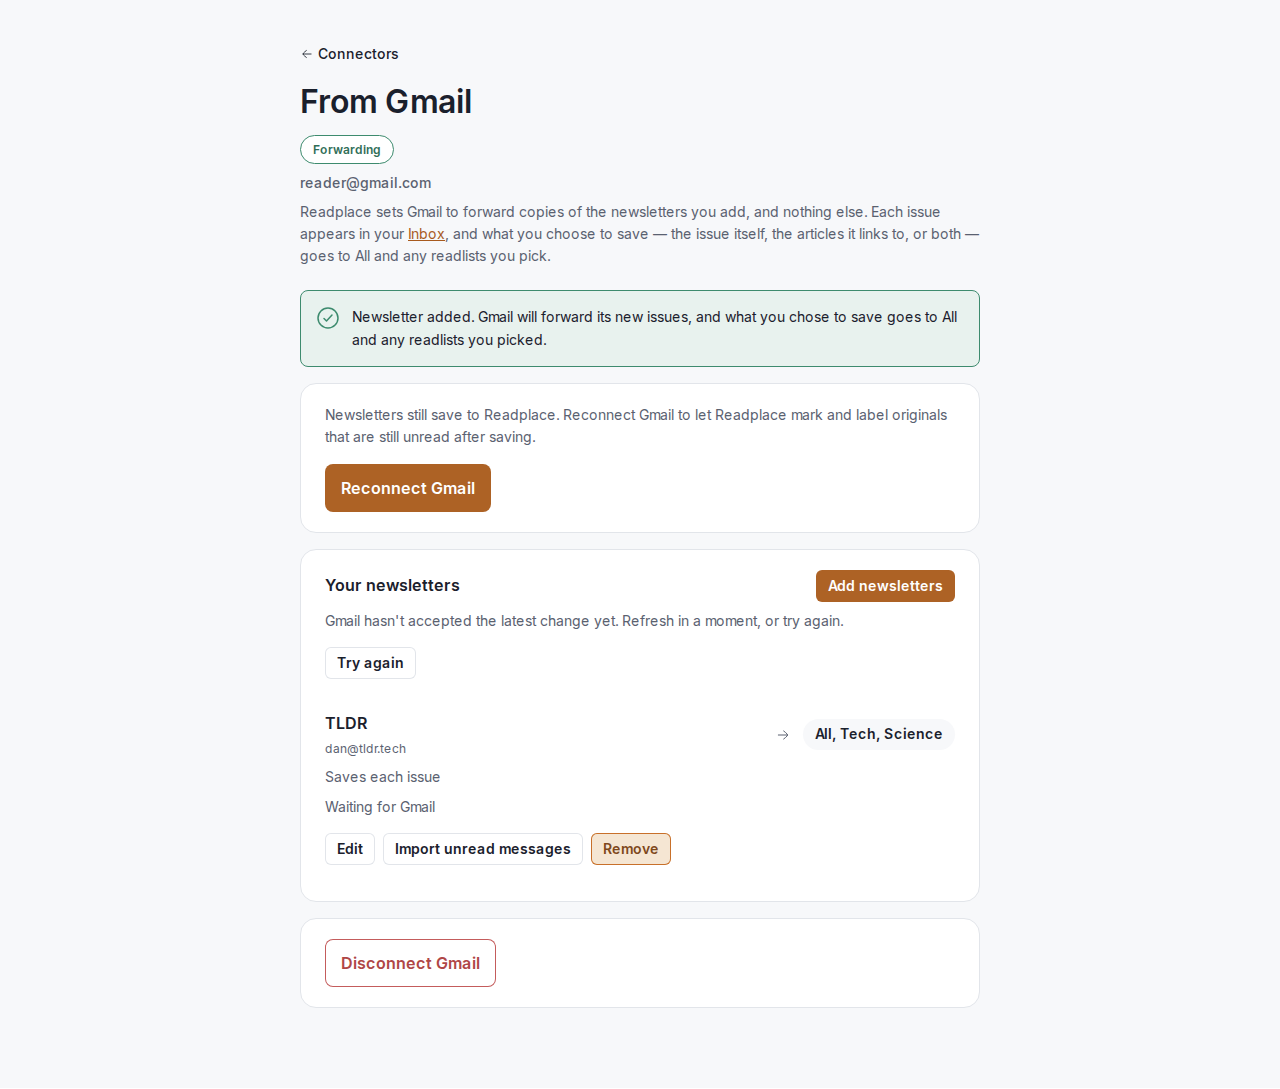 ← Connectors
From Gmail
Forwarding
reader@gmail.com
Readplace sets Gmail to forward copies of the newsletters you add, and nothing else. Each issue
appears in your Inbox, and what you choose to save — the issue itself, the articles it links to, or both —
goes to All and any readlists you pick.
Newsletter added. Gmail will forward its new issues, and what you chose to save goes to All
and any readlists you picked.
Newsletters still save to Readplace. Reconnect Gmail to let Readplace mark and label originals
that are still unread after saving.
Reconnect Gmail
Your newsletters
Add newsletters
Gmail hasn't accepted the latest change yet. Refresh in a moment, or try again.
Try again
TLDR
→ All, Tech, Science
dan@tldr.tech
Saves each issue
Waiting for Gmail
Edit
Import unread messages
Remove
Disconnect Gmail